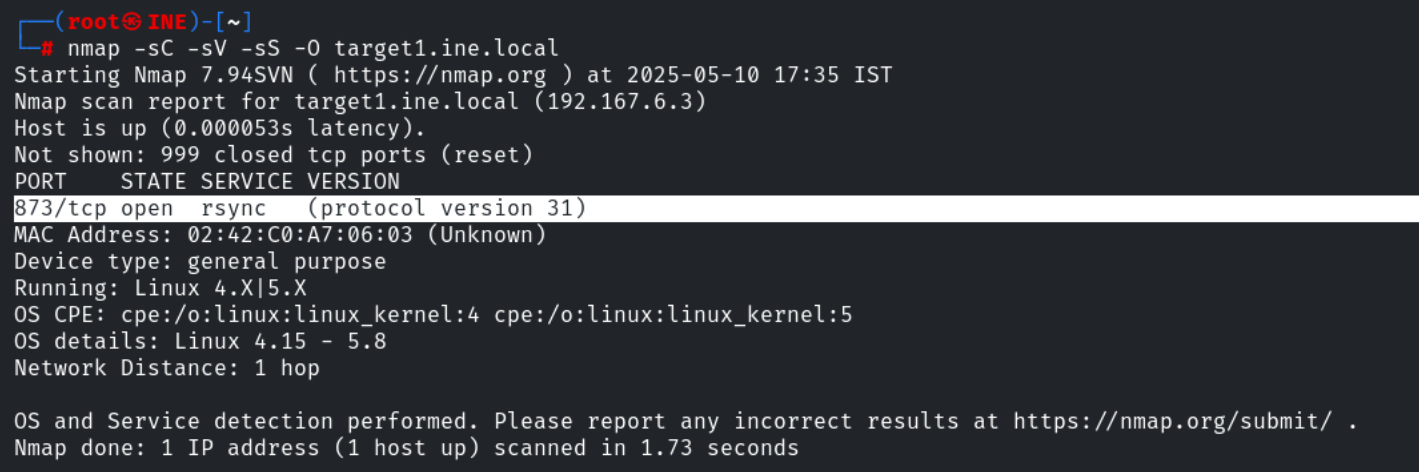 ┌──(root㉿INE)-[~]
└─# nmap -sC -sV -sS -O target1.ine.local
Starting Nmap 7.94SVN ( https://nmap.org ) at 2025-05-10 17:35 IST
Nmap scan report for target1.ine.local (192.167.6.3)
Host is up (0.000053s latency).
Not shown: 999 closed tcp ports (reset)
PORT    STATE SERVICE VERSION
873/tcp open  rsync   (protocol version 31)
MAC Address: 02:42:C0:A7:06:03 (Unknown)
Device type: general purpose
Running: Linux 4.X|5.X
OS CPE: cpe:/o:linux:linux_kernel:4 cpe:/o:linux:linux_kernel:5
OS details: Linux 4.15 - 5.8
Network Distance: 1 hop

OS and Service detection performed. Please report any incorrect results at https://nmap.org/submit/ .
Nmap done: 1 IP address (1 host up) scanned in 1.73 seconds